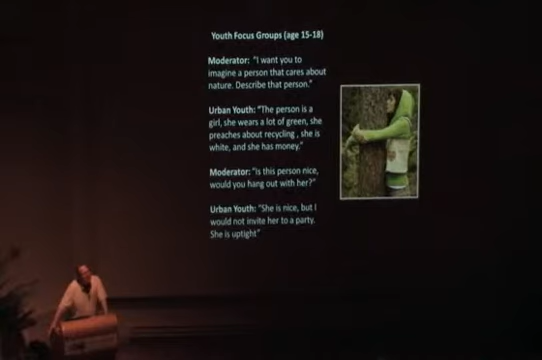 Youth Focus Groups (age 15-18)
Moderator: "I want you to
imagine a person that cares about
nature. Describe that person."
Urban Youth: "The person is a
girl, she wears a lot of green, she
preaches about recycling , she is
white, and she has money."
Moderator: "Is this person nice,
would you hang out with her?"
Urban Youth: "She is nice, but I
would not invite her to a party.
She is uptight"